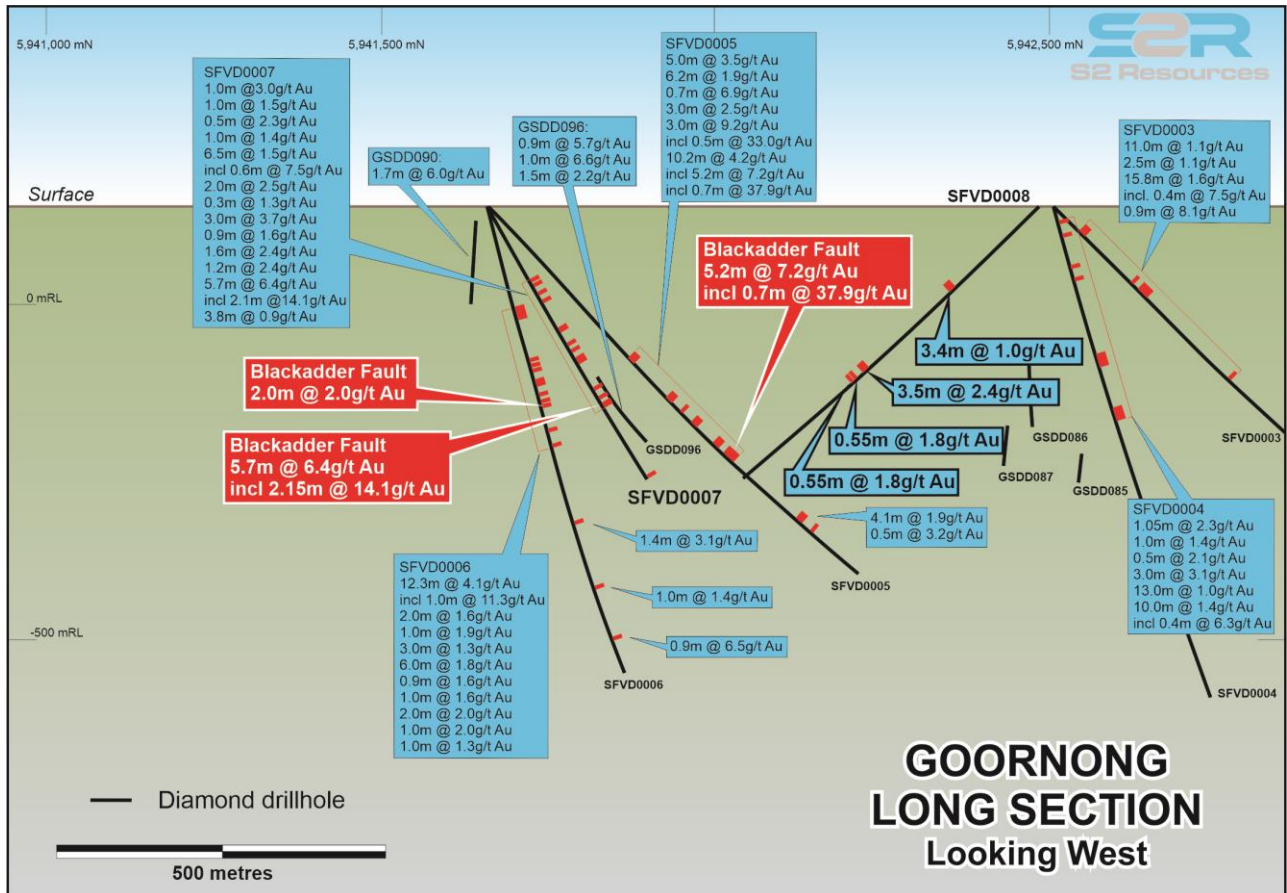 5,941,000 mN
5,941,500 mN
5,942,500 mN
S2R
S2 Resources
SFVD0007
1.0m @3.0g/t Au
1.0m @ 1.5g/t Au
0.5m @ 2.3g/t Au
1.0m @ 1.4g/t Au
6.5m @ 1.5g/t Au
incl 0.6m @ 7.5g/t Au
2.0m @ 2.5g/t Au
0.3m @ 1.3g/t Au
3.0m @ 3.7g/t Au
0.9m @ 1.6g/t Au
1.6m @ 2.4g/t Au
1.2m @ 2.4g/t Au
5.7m @ 6.4g/t Au
incl 2.1m @14.1g/t Au
3.8m @ 0.9g/t Au
GSDD090:
1.7m @ 6.0g/t Au
GSDD096:
0.9m @ 5.7g/t Au
1.0m @ 6.6g/t Au
1.5m @ 2.2g/t Au
SFVD0005
5.0m @ 3.5g/t Au
6.2m @ 1.9g/t Au
0.7m @ 6.9g/t Au
3.0m @ 2.5g/t Au
3.0m @ 9.2g/t Au
incl 0.5m @ 33.0g/t Au
10.2m @ 4.2g/t Au
incl 5.2m @ 7.2g/t Au
incl 0.7m @ 37.9g/t Au
SFVD0003
11.0m @ 1.1g/t Au
2.5m @ 1.1g/t Au
15.8m @ 1.6g/t Au
incl. 0.4m @ 7.5g/t Au
0.9m @ 8.1g/t Au
Surface
SFVD0008
0 mRL
Blackadder Fault
5.2m @ 7.2g/t Au
incl 0.7m @ 37.9g/t Au
3.4m @ 1.0g/t Au
3.5m @ 2.4g/t Au
0.55m @ 1.8g/t Au
0.55m @ 1.8g/t Au
Blackadder Fault
2.0m @ 2.0g/t Au
Blackadder Fault
5.7m @ 6.4g/t Au
incl 2.15m @ 14.1g/t Au
GSDD096
SFVD0007
GSDD086
GSDD087
GSDD085
SFVD0003
SFVD0004
1.05m @ 2.3g/t Au
1.0m @ 1.4g/t Au
0.5m @ 2.1g/t Au
3.0m @ 3.1g/t Au
13.0m @ 1.0g/t Au
10.0m @ 1.4g/t Au
incl 0.4m @ 6.3g/t Au
4.1m @ 1.9g/t Au
0.5m @ 3.2g/t Au
1.4m @ 3.1g/t Au
SFVD0005
1.0m @ 1.4g/t Au
0.9m @ 6.5g/t Au
-500 mRL
SFVD0006
12.3m @ 4.1g/t Au
incl 1.0m @ 11.3g/t Au
2.0m @ 1.6g/t Au
1.0m @ 1.9g/t Au
3.0m @ 1.3g/t Au
6.0m @ 1.8g/t Au
0.9m @ 1.6g/t Au
1.0m @ 1.6g/t Au
2.0m @ 2.0g/t Au
1.0m @ 2.0g/t Au
1.0m @ 1.3g/t Au
SFVD0006
SFVD0004
Diamond drillhole
500 metres
GOORNONG
LONG SECTION
Looking West